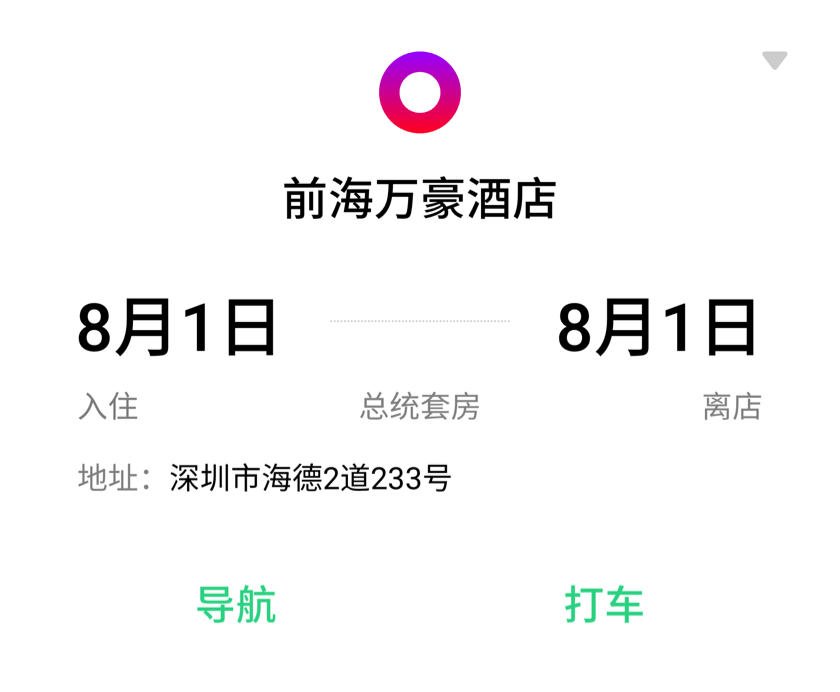 前海万豪酒店
8月1日 8月1日
入住 总统套房 离店
地址：深圳市海德2道233号
导航 打车